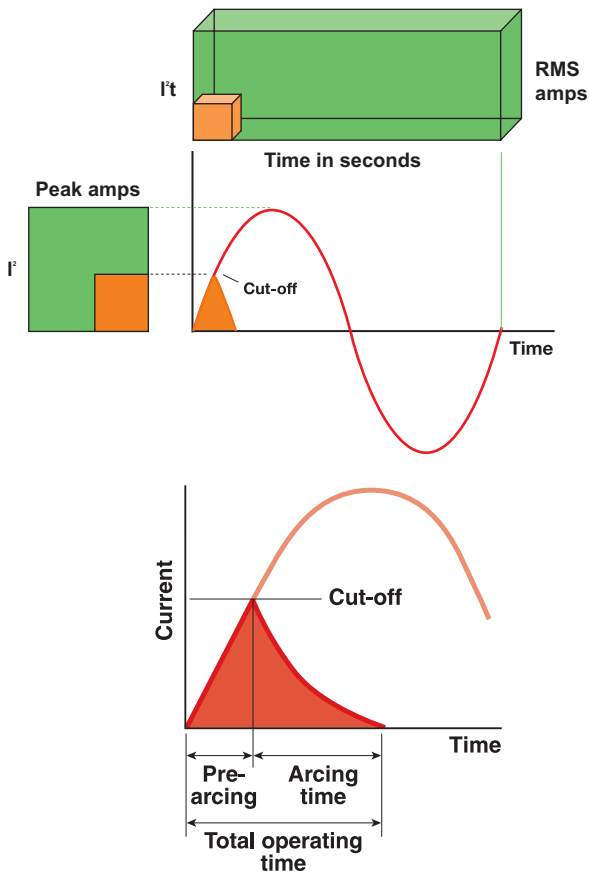 I²t
RMS
amps
Time in seconds
Peak amps
I²
Cut-off
Time
Current
Cut-off
Time
Pre-
arcing
Arcing
time
Total operating
time